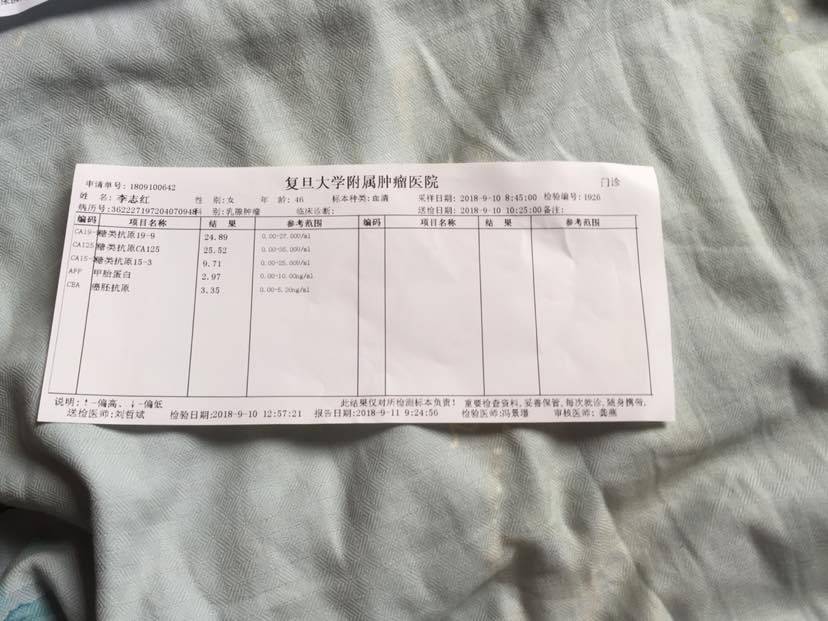 复旦大学附属肿瘤医院 门诊
申请单号: 1809100642
姓 名: 李志红 性 别: 女 年 龄: 46 标本种类: 血清 采样日期: 2018-9-10 8:45:00 检验编号: 1926
病历号: 362227197204070948 科 别: 乳腺肿瘤 临床诊断: 送检日期: 2018-9-10 10:25:00 备注:
编码 项目名称 结 果 参考范围 编码 项目名称 结 果 参考范围
CA19- 糖类抗原19-9 24.89 0.00-27.00U/ml
CA125 糖类抗原CA125 25.52 0.00-35.00U/ml
CA15- 糖类抗原15-3 9.71 0.00-25.00U/ml
AFP 甲胎蛋白 2.97 0.00-10.00ng/ml
CEA 癌胚抗原 3.35 0.00-5.20ng/ml
说明: ↑-偏高、↓-偏低 此结果仅对所检测标本负责! 重要检查资料, 妥善保管, 每次就诊, 随身携带,
送检医师: 刘哲斌 检验日期: 2018-9-10 12:57:21 报告日期: 2018-9-11 9:24:56 检验医师: 冯景 审核医师: 龚燕